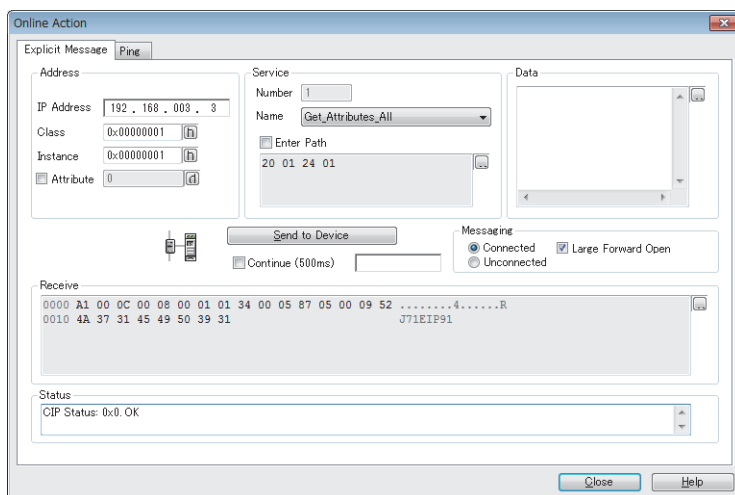 Online Action
Explicit Message
Ping
Address
IP Address 192 . 168 . 003 . 3
Class 0x00000001 h
Instance 0x00000001 h
Attribute 0 d
Service
Number 1
Name Get_Attributes_All
Enter Path
20 01 24 01
...
Data
...
Send to Device
Continue (500ms)
Messaging
Connected
Large Forward Open
Unconnected
Receive
0000 A1 00 0C 00 08 00 01 01 34 00 05 87 05 00 09 52 ........4......R
0010 4A 37 31 45 49 50 39 31 J71EIP91
...
Status
CIP Status: 0x0. OK
Close
Help